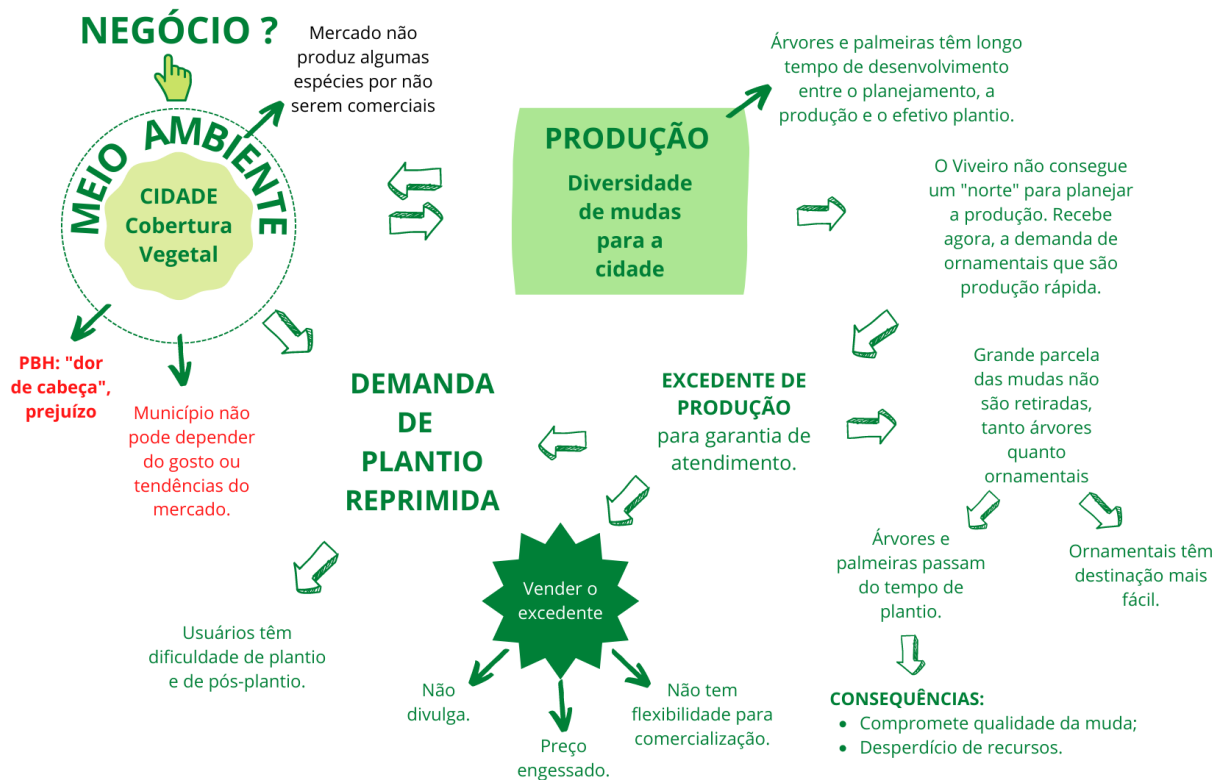 NEGÓCIO ?
Mercado não
produz algumas
espécies por não
serem comerciais
MEIO AMBIENTE
CIDADE
Cobertura
Vegetal
PBH: "dor
de cabeça",
prejuízo
Município não
pode depender
do gosto ou
tendências do
mercado.
PRODUÇÃO
Diversidade
de mudas
para a
cidade
Árvores e palmeiras têm longo
tempo de desenvolvimento
entre o planejamento, a
produção e o efetivo plantio.
O Viveiro não consegue
um "norte" para planejar
a produção. Recebe
agora, a demanda de
ornamentais que são
produção rápida.
DEMANDA
DE
PLANTIO
REPRIMIDA
EXCEDENTE DE
PRODUÇÃO
para garantia de
atendimento.
Grande parcela
das mudas não
são retiradas,
tanto árvores
quanto
ornamentais
Árvores e
palmeiras passam
do tempo de
plantio.
Ornamentais têm
destinação mais
fácil.
Usuários têm
dificuldade de plantio
e de pós-plantio.
Vender o
excedente
Não
divulga.
Preço
engessado.
Não tem
flexibilidade para
comercialização.
CONSEQUÊNCIAS:
• Compromete qualidade da muda;
• Desperdício de recursos.